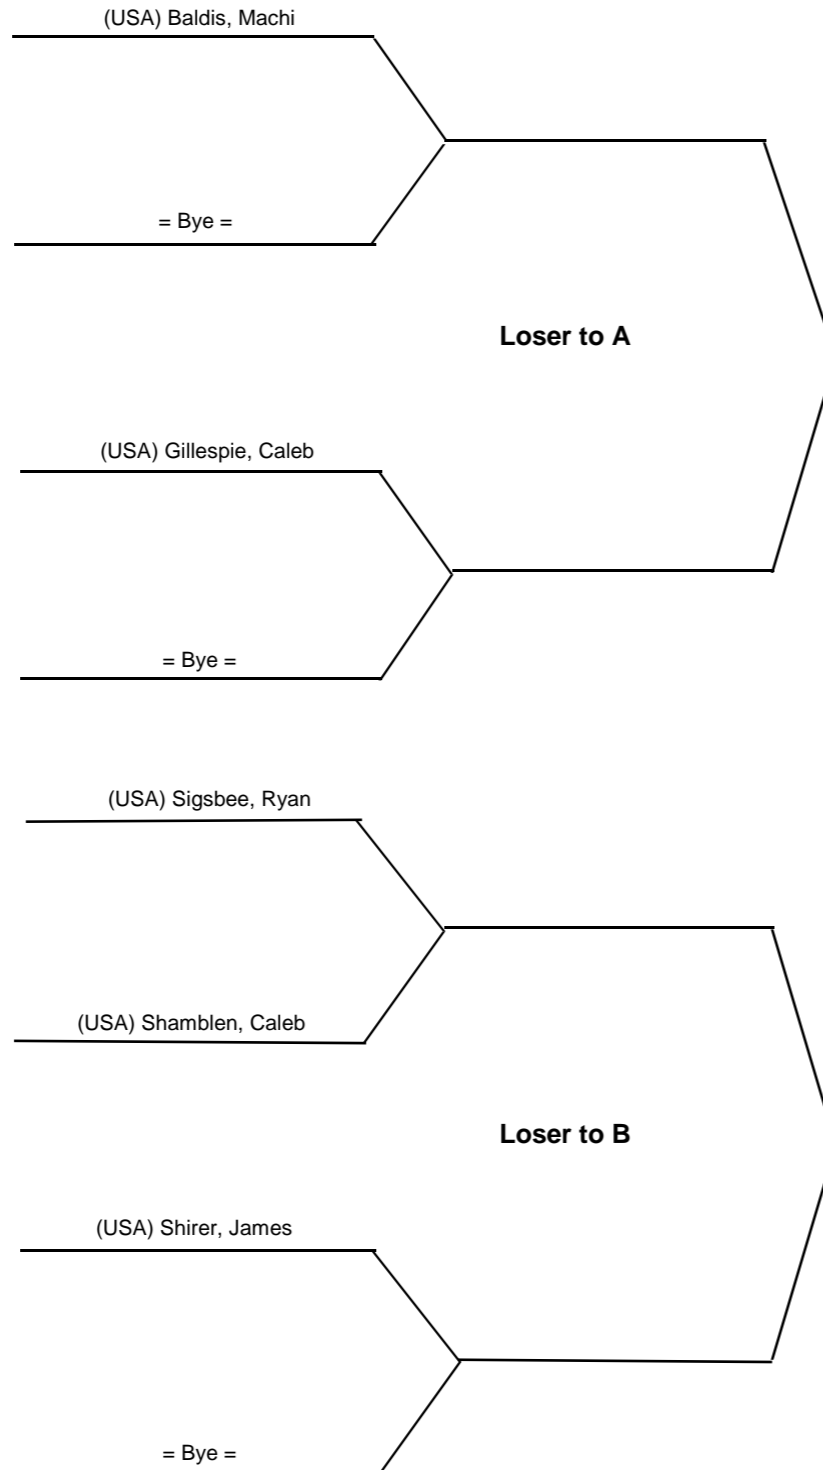 (USA) Baldis, Machi
= Bye =
Loser to A
(USA) Gillespie, Caleb
= Bye =
(USA) Sigsbee, Ryan
(USA) Shamblen, Caleb
Loser to B
(USA) Shirer, James
= Bye =